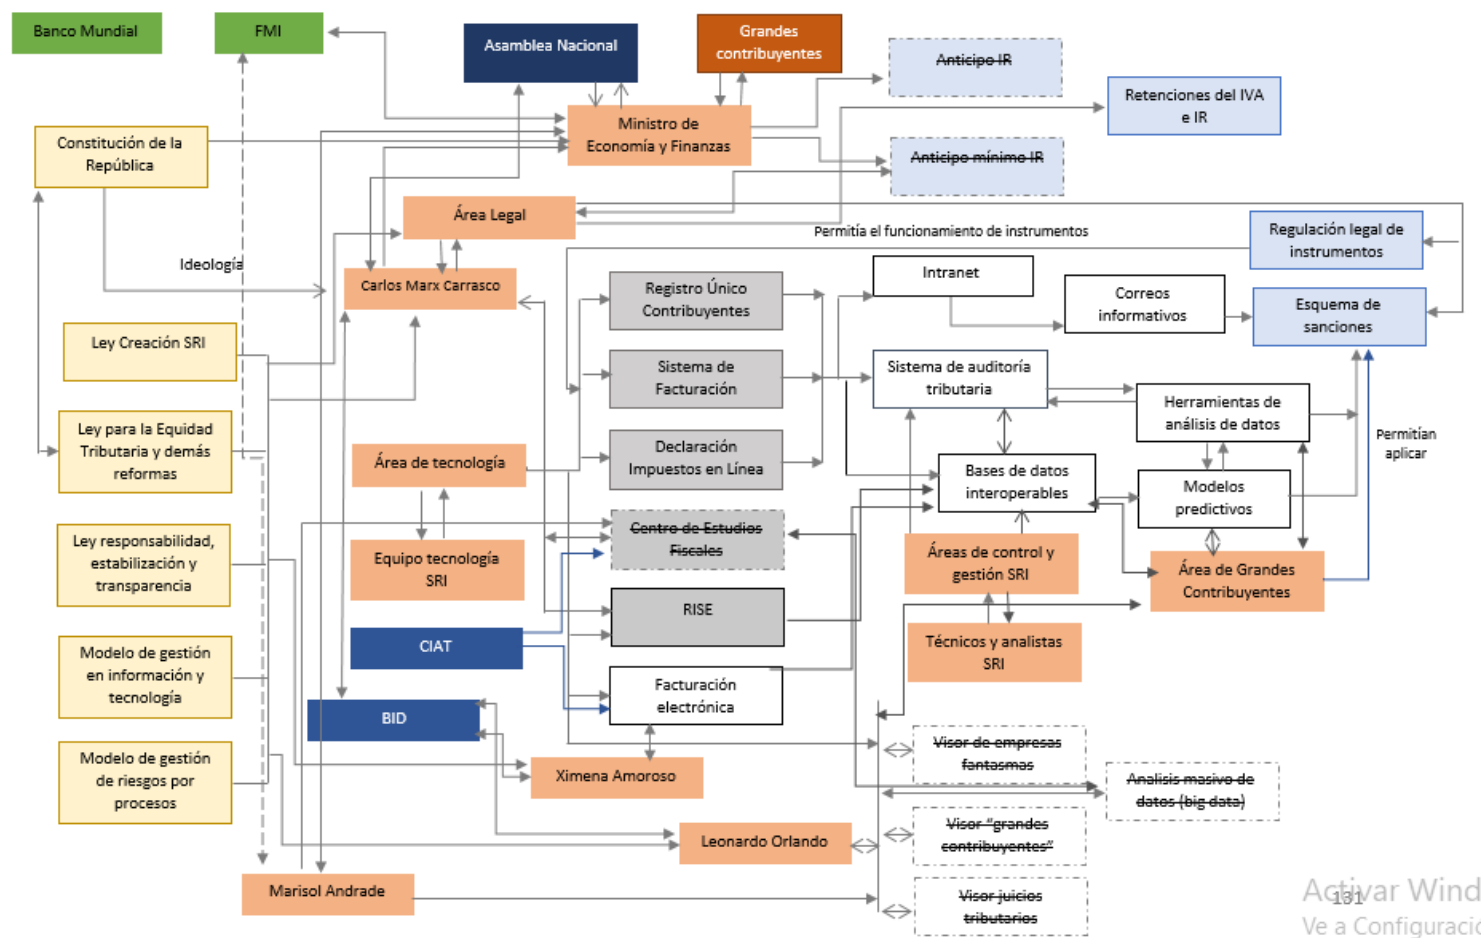 Banco Mundial
FMI
Asamblea Nacional
Grandes
contribuyentes
Anticipo IR
Retenciones del IVA
e IR
Ministro de
Economía y Finanzas
Constitución de la
República
Anticipo mínimo IR
Área Legal
Permitía el funcionamiento de instrumentos
Regulación legal de
instrumentos
Ideología
Carlos Marx Carrasco
Registro Único
Contribuyentes
Intranet
Correos
informativos
Esquema de
sanciones
Ley Creación SRI
Sistema de
Facturación
Sistema de auditoría
tributaria
Herramientas de
análisis de datos
Permitían
aplicar
Ley para la Equidad
Tributaria y demás
reformas
Área de tecnología
Declaración
Impuestos en Línea
Bases de datos
interoperables
Modelos
predictivos
Ley responsabilidad,
estabilización y
transparencia
Equipo tecnología
SRI
Centro de Estudios
Fiscales
Áreas de control y
gestión SRI
Área de Grandes
Contribuyentes
RISE
CIAT
Técnicos y analistas
SRI
Modelo de gestión
en información y
tecnología
Facturación
electrónica
BID
Visor de empresas
fantasmas
Modelo de gestión
de riesgos por
procesos
Ximena Amoroso
Analisis masivo de
datos (big data)
Leonardo Orlando
Visor “grandes
contribuyentes”
Marisol Andrade
Visor juicios
tributarios
131
Activar Wind
Ve a Configuració